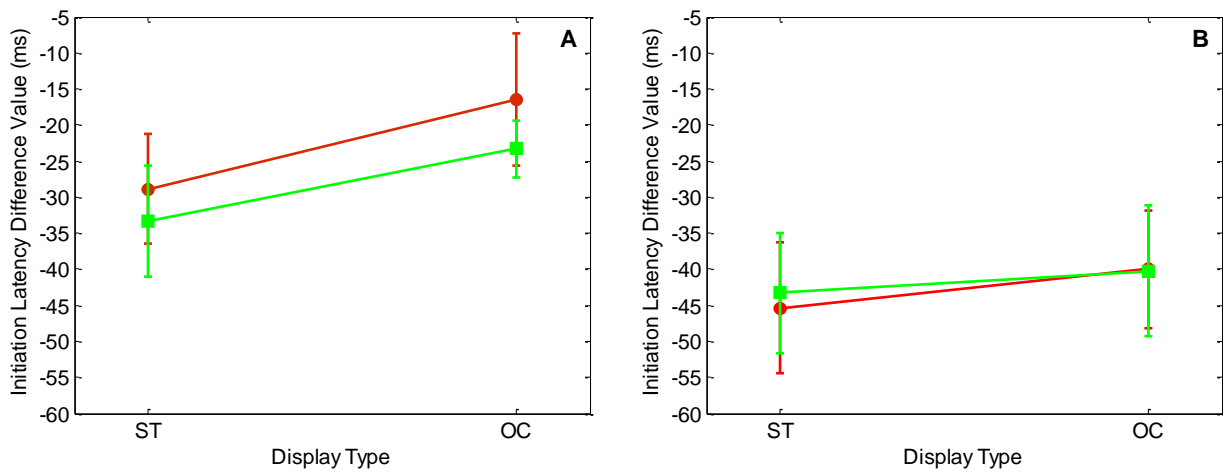 A
Initiation Latency Difference Value (ms)
-5
-10
-15
-20
-25
-30
-35
-40
-45
-50
-55
-60
ST
OC
Display Type
B
Initiation Latency Difference Value (ms)
-5
-10
-15
-20
-25
-30
-35
-40
-45
-50
-55
-60
ST
OC
Display Type